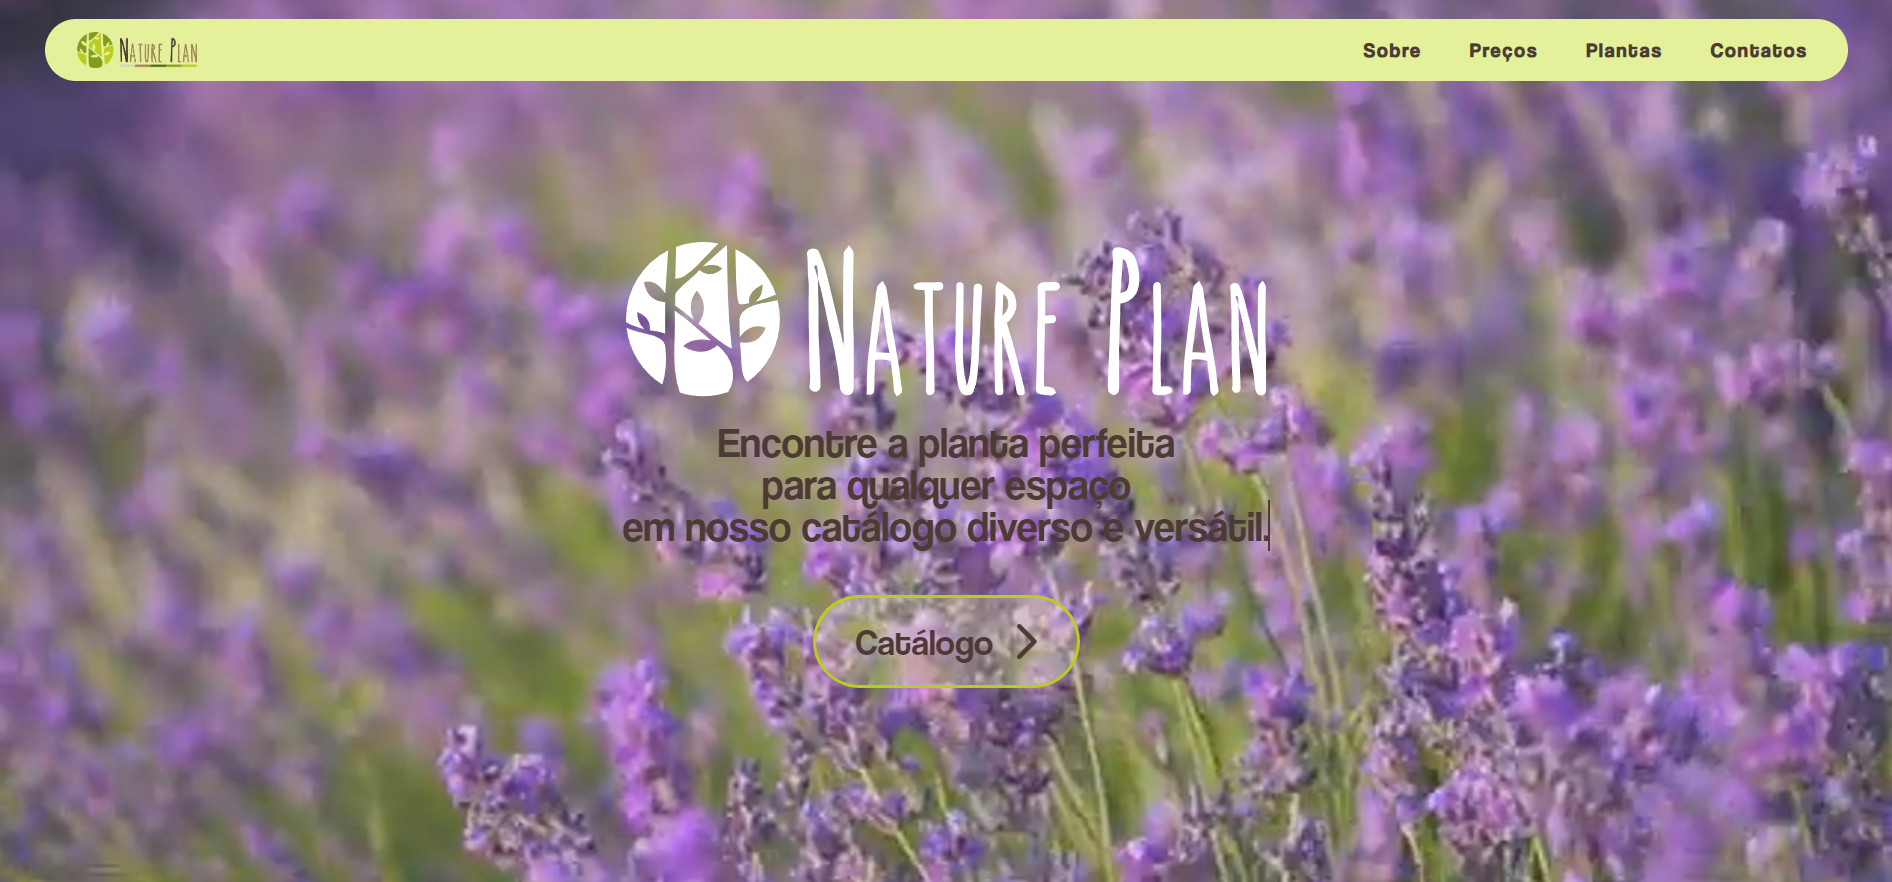 Nature Plan
Sobre
Preços
Plantas
Contatos
Nature Plan
Encontre a planta perfeita
para qualquer espaço
em nosso catálogo diverso e versátil.
Catálogo